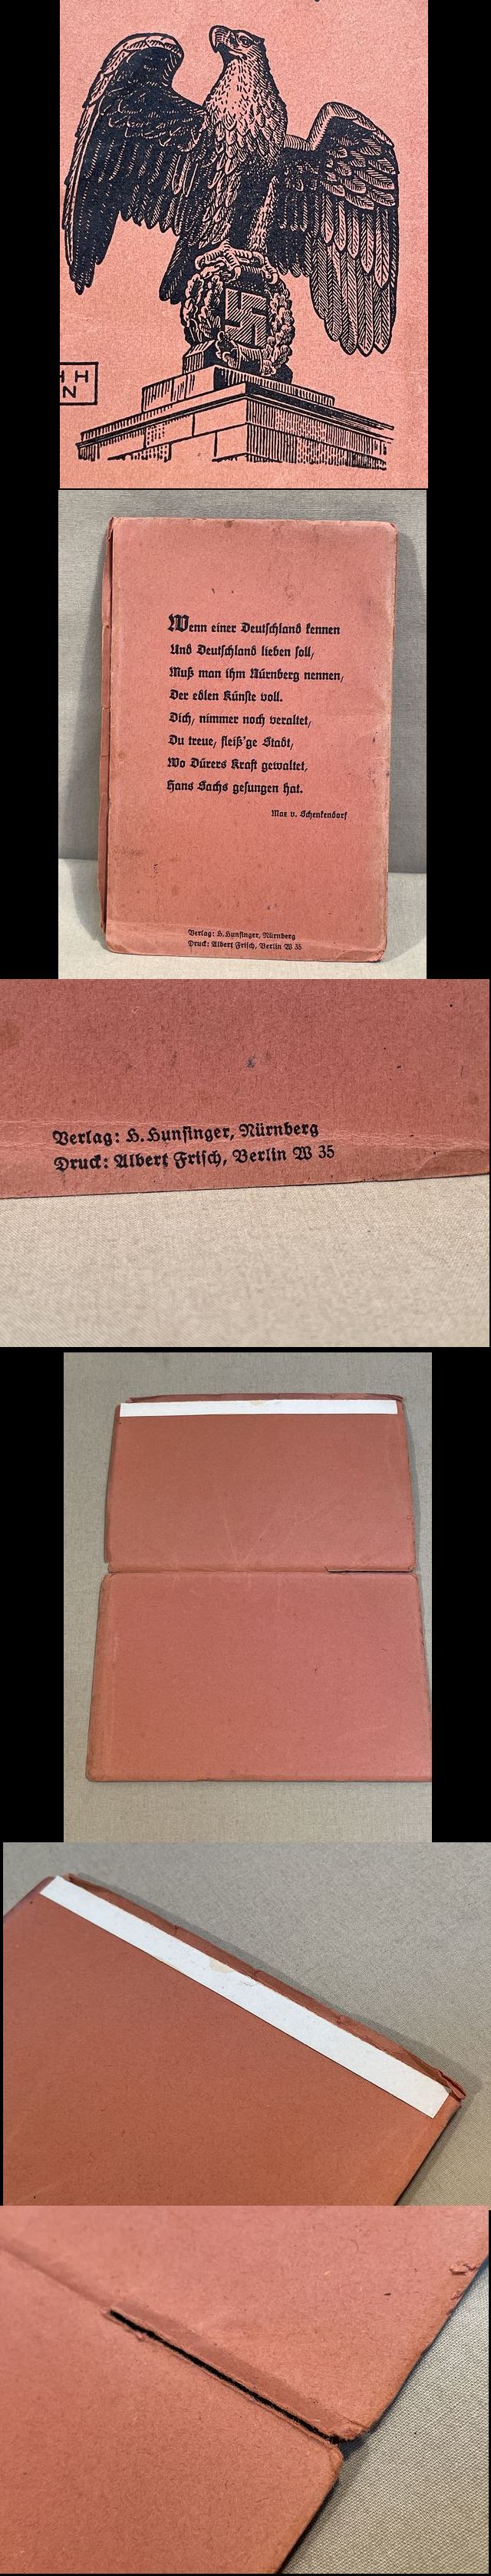 HH
N
Wenn einer Deutschland kennen
Und Deutschland lieben soll,
Muß man ihm Nürnberg nennen,
Der edlen Künste voll.
Dich, nimmer noch veraltet,
Du treue, fleiß'ge Stadt,
Wo Dürers Kraft gewaltet,
Hans Sachs gesungen hat.
Max v. Schenkendorf
Verlag: H. Hunsinger, Nürnberg
Druck: Albert Frisch, Berlin W 35
Verlag: H. Hunsinger, Nürnberg
Druck: Albert Frisch, Berlin W 35